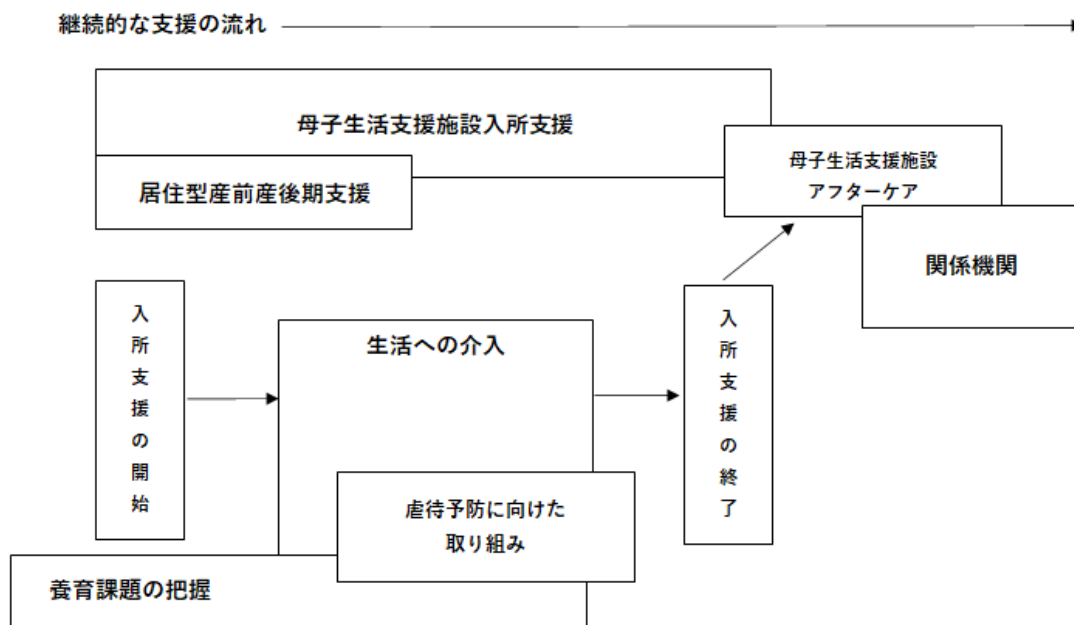 継続的な支援の流れ
母子生活支援施設入所支援
居住型産前産後期支援
母子生活支援施設
アフターケア
関係機関
入所支援の開始
生活への介入
入所支援の終了
虐待予防に向けた
取り組み
養育課題の把握